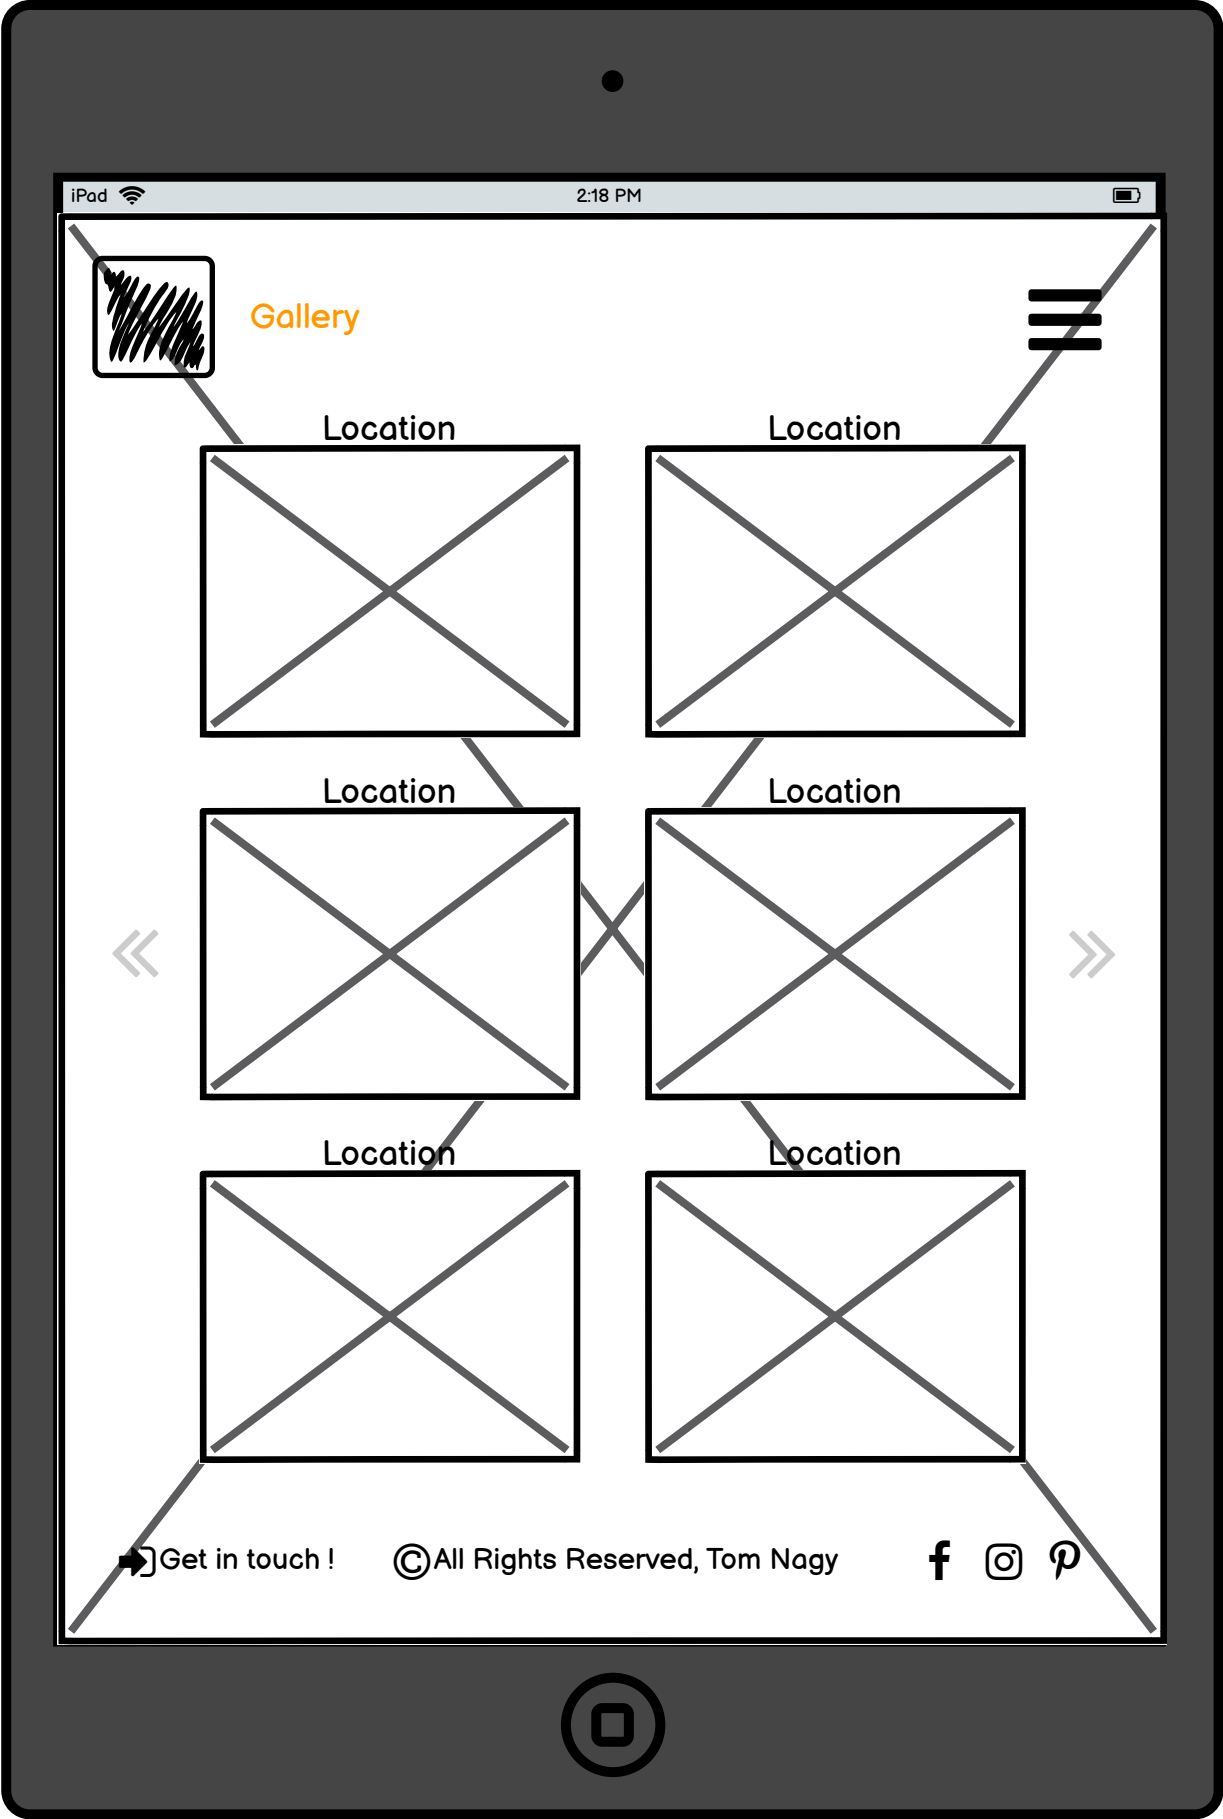 iPad 2:18 PM
Gallery
Location Location
Location Location
Location Location
Get in touch ! ©All Rights Reserved, Tom Nagy